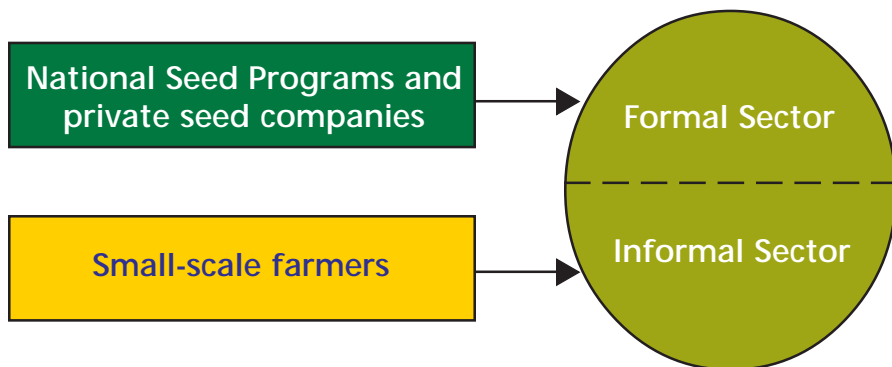 National Seed Programs and
private seed companies
Formal Sector
Small-scale farmers
Informal Sector